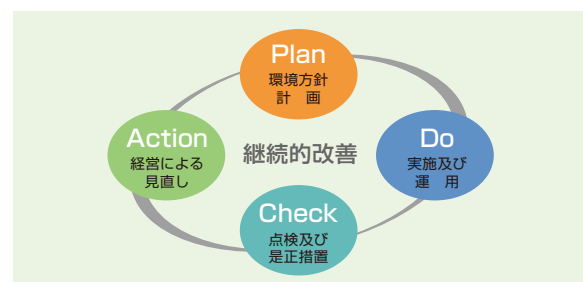 Plan
環境方針
計　画
Action
経営による
見直し
継続的改善
Do
実施及び
運　用
Check
点検及び
是正措置